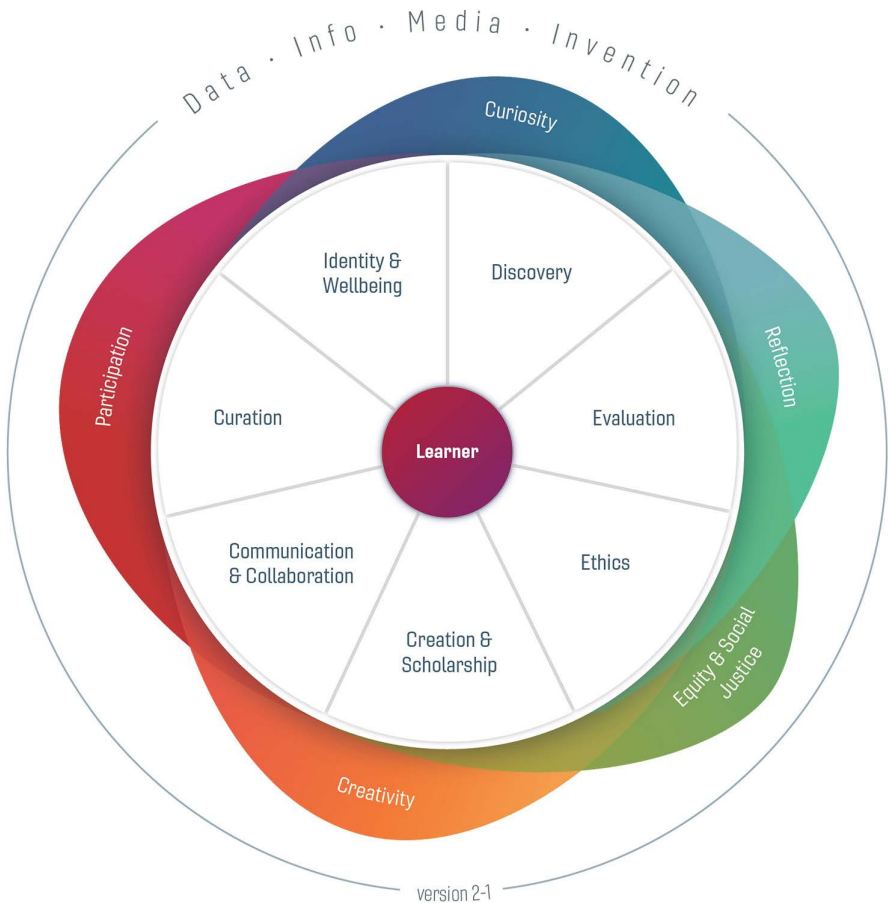 Data · Info · Media · Invention
Curiosity
Reflection
Equity & Social
Justice
Creativity
Participation
Identity &
Wellbeing
Discovery
Evaluation
Ethics
Creation &
Scholarship
Communication
& Collaboration
Curation
Learner
version 2-1